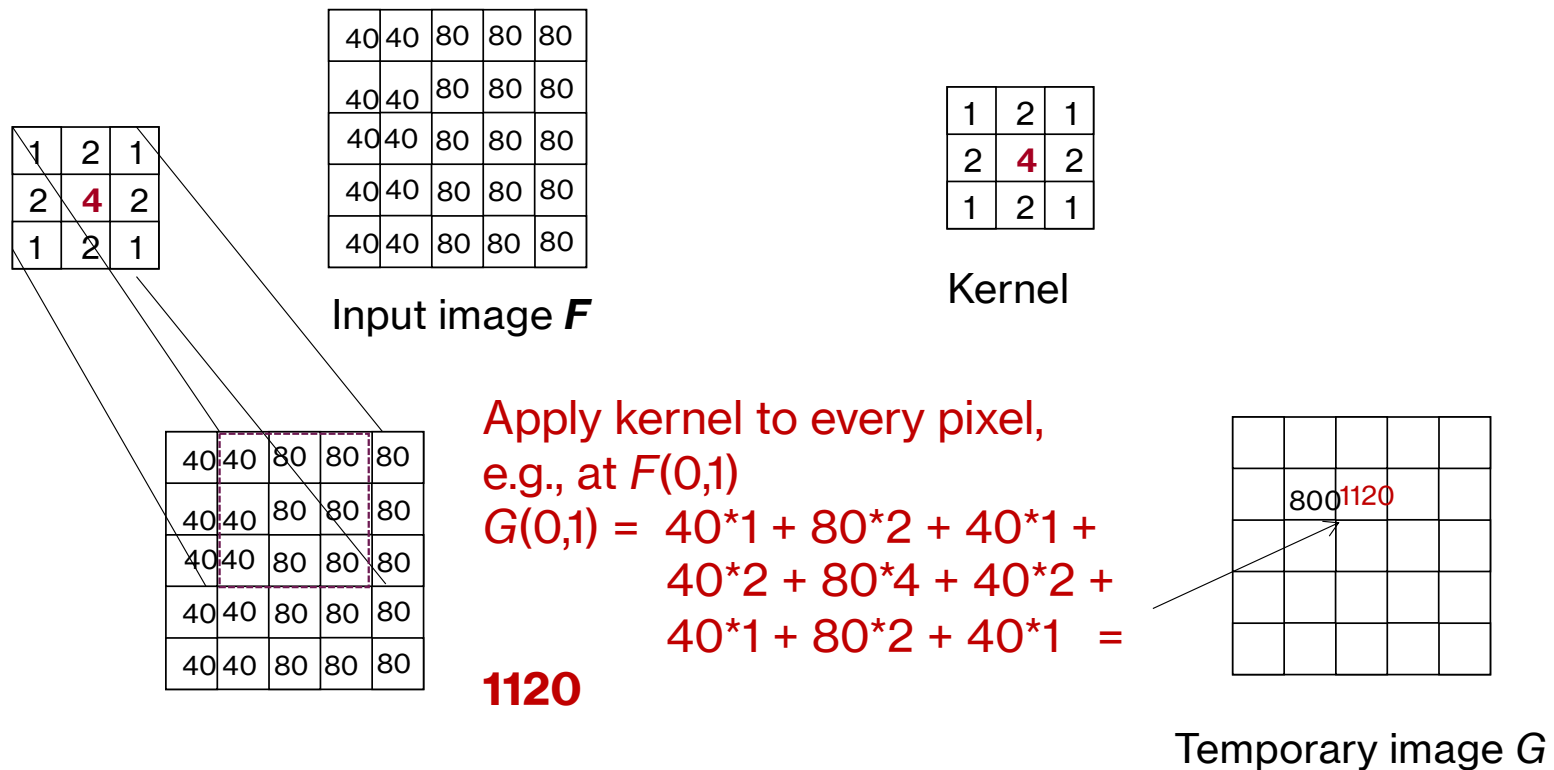 40 40 80 80 80
40 40 80 80 80
40 40 80 80 80
40 40 80 80 80
40 40 80 80 80
Input image F
1 2 1
2 4 2
1 2 1
1 2 1
2 4 2
1 2 1
Kernel
40 40 80 80 80
40 40 80 80 80
40 40 80 80 80
40 40 80 80 80
40 40 80 80 80
Apply kernel to every pixel,
e.g., at F(0,1)
G(0,1) = 40*1 + 80*2 + 40*1 +
40*2 + 80*4 + 40*2 +
40*1 + 80*2 + 40*1 =
1120
800 1120
Temporary image G